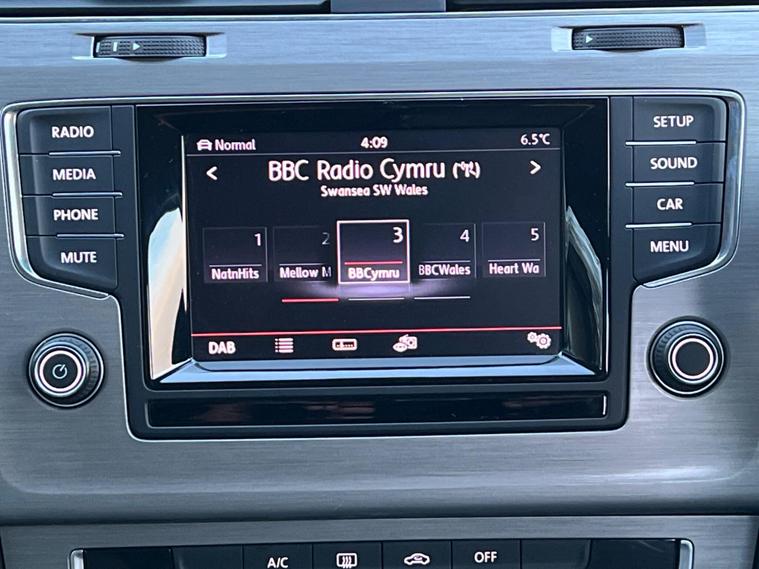 RADIO
MEDIA
PHONE
MUTE
Normal 4:09 6.5°C
< BBC Radio Cymru >
Swansea SW Wales
1 2 3 4 5
NatnHits Mellow M BBCymru BBCWales Heart Wa
DAB
SETUP
SOUND
CAR
MENU
A/C OFF